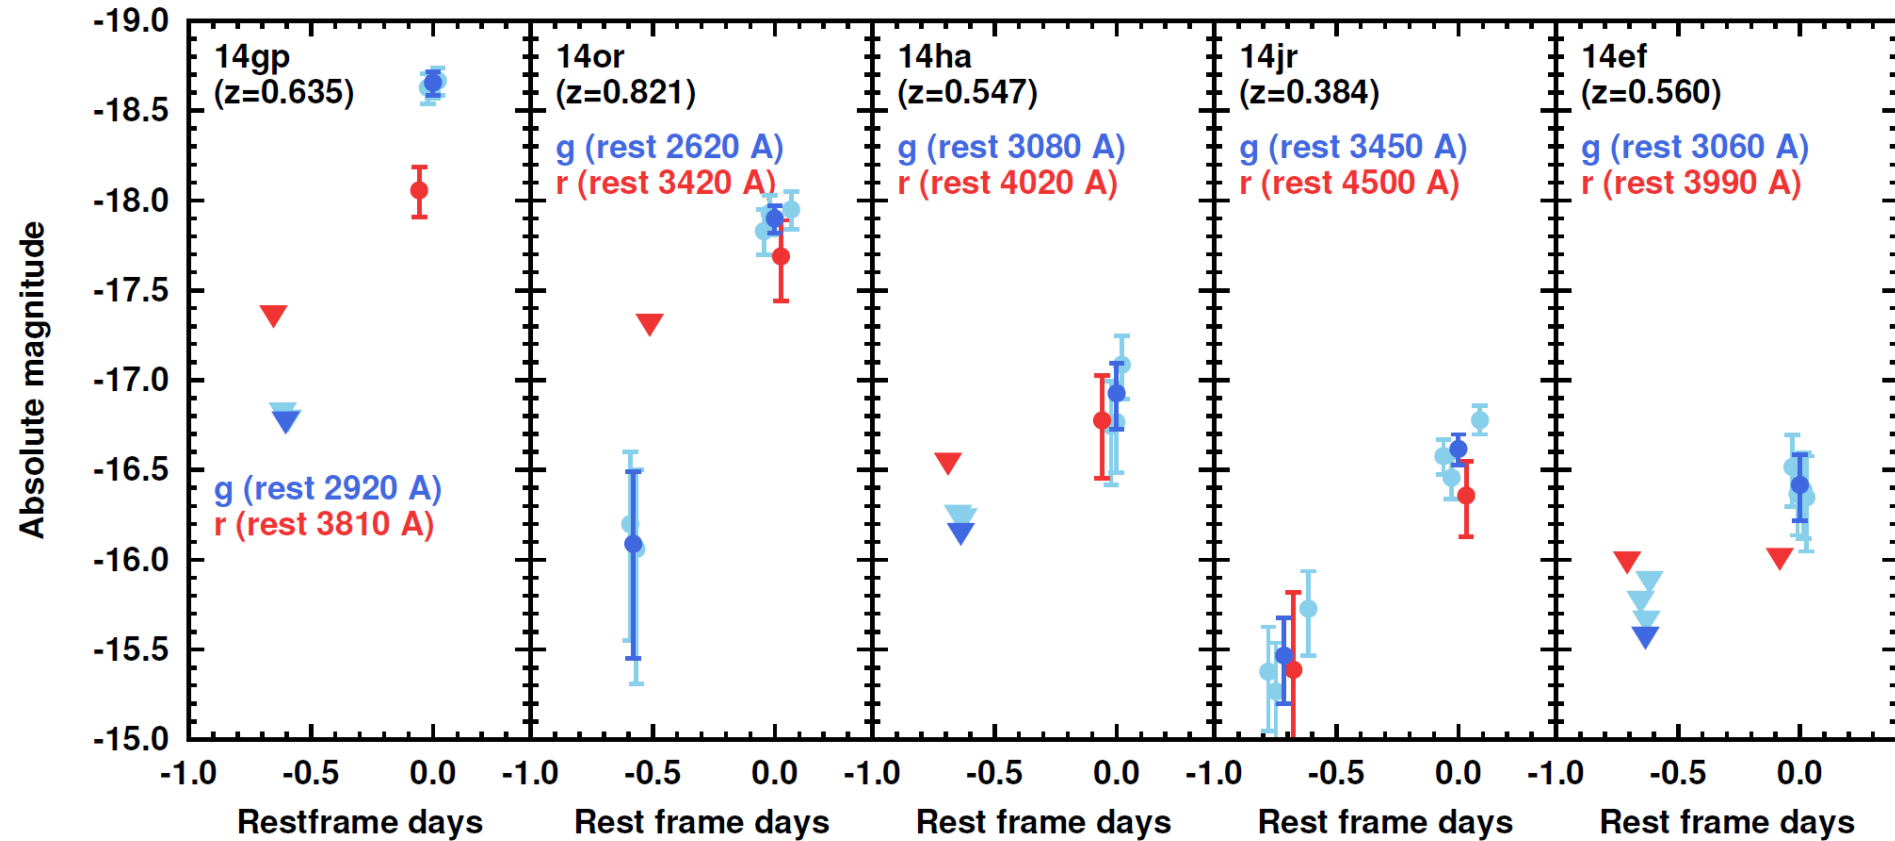 Absolute magnitude
-19.0
-18.5
-18.0
-17.5
-17.0
-16.5
-16.0
-15.5
-15.0
14gp
(z=0.635)
g (rest 2920 A)
r (rest 3810 A)
-1.0 -0.5 0.0
Restframe days
14or
(z=0.821)
g (rest 2620 A)
r (rest 3420 A)
-1.0 -0.5 0.0
Rest frame days
14ha
(z=0.547)
g (rest 3080 A)
r (rest 4020 A)
-1.0 -0.5 0.0
Rest frame days
14jr
(z=0.384)
g (rest 3450 A)
r (rest 4500 A)
-1.0 -0.5 0.0
Rest frame days
14ef
(z=0.560)
g (rest 3060 A)
r (rest 3990 A)
-1.0 -0.5 0.0
Rest frame days